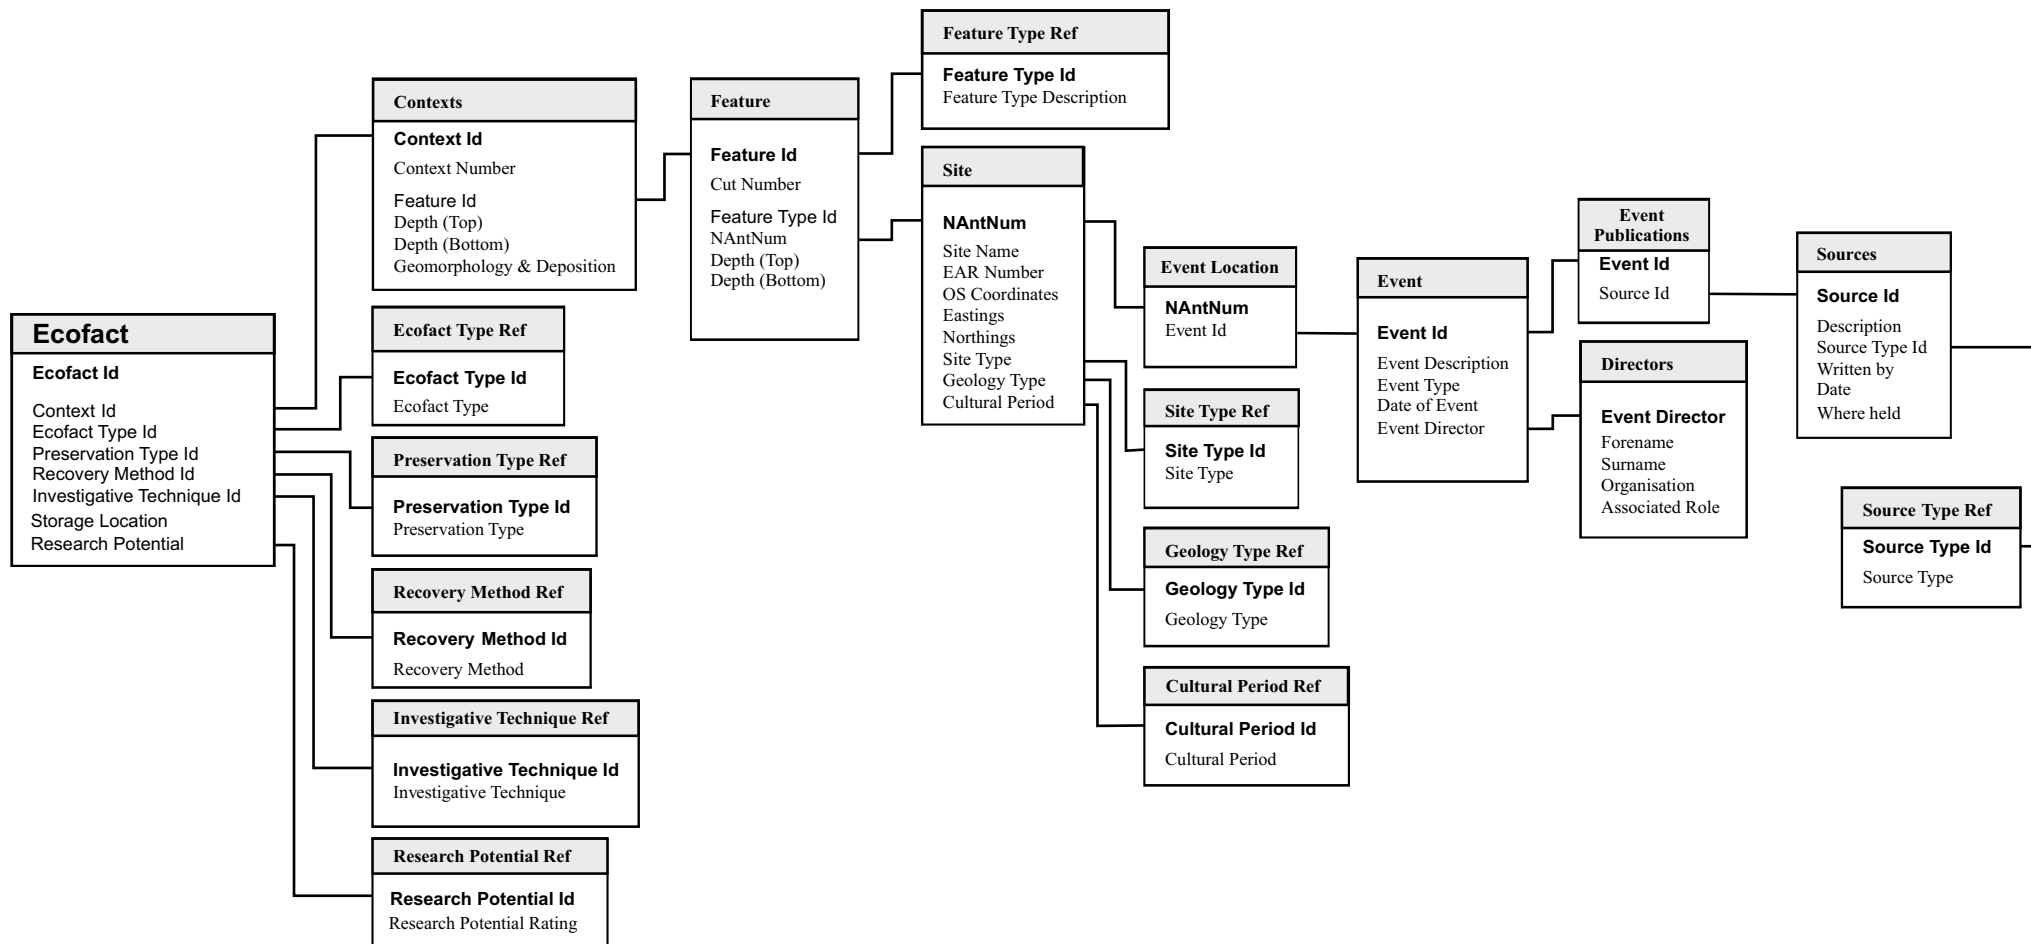 Ecofact
Ecofact Id
Context Id
Ecofact Type Id
Preservation Type Id
Recovery Method Id
Investigative Technique Id
Storage Location
Research Potential
Contexts
Context Id
Context Number
Feature Id
Depth (Top)
Depth (Bottom)
Geomorphology & Deposition
Ecofact Type Ref
Ecofact Type Id
Ecofact Type
Preservation Type Ref
Preservation Type Id
Preservation Type
Recovery Method Ref
Recovery Method Id
Recovery Method
Investigative Technique Ref
Investigative Technique Id
Investigative Technique
Research Potential Ref
Research Potential Id
Research Potential Rating
Feature
Feature Id
Cut Number
Feature Type Id
NAntNum
Depth (Top)
Depth (Bottom)
Feature Type Ref
Feature Type Id
Feature Type Description
Site
NAntNum
Site Name
EAR Number
OS Coordinates
Eastings
Northings
Site Type
Geology Type
Cultural Period
Event Location
NAntNum
Event Id
Site Type Ref
Site Type Id
Site Type
Geology Type Ref
Geology Type Id
Geology Type
Cultural Period Ref
Cultural Period Id
Cultural Period
Event
Event Id
Event Description
Event Type
Date of Event
Event Director
Event
Publications
Event Id
Source Id
Directors
Event Director
Forename
Surname
Organisation
Associated Role
Sources
Source Id
Description
Source Type Id
Written by
Date
Where held
Source Type Ref
Source Type Id
Source Type